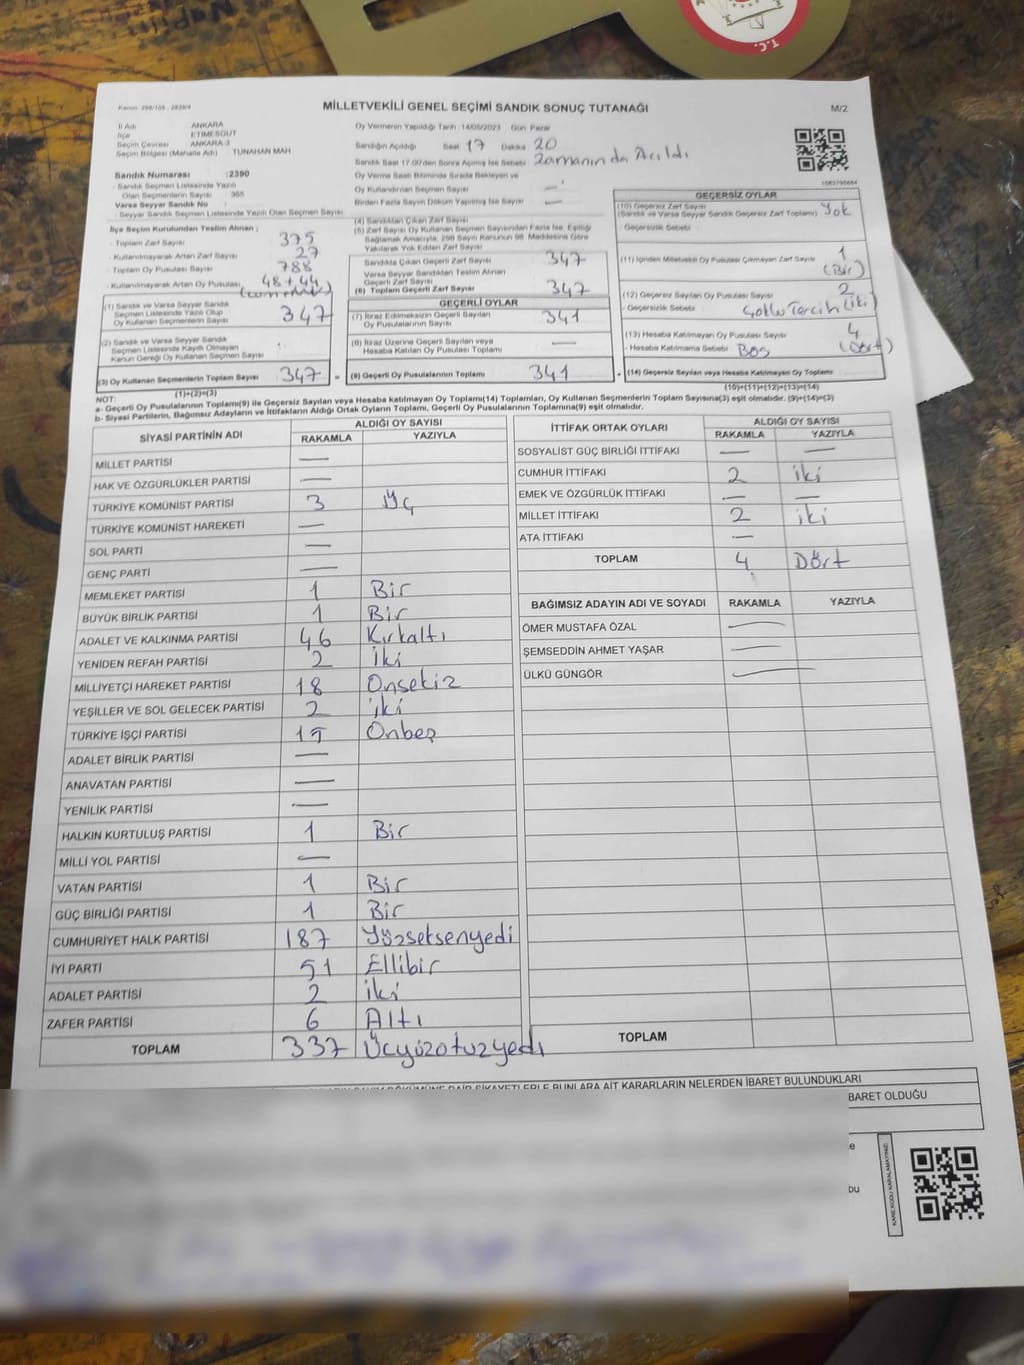 T.C.
Kanun: 298/105 - 2839/4
MİLLETVEKİLİ GENEL SEÇİMİ SANDIK SONUÇ TUTANAĞI
M/2
İl Adı ANKARA
İlçe ETİMESGUT
Seçim Çevresi ANKARA-3
Seçim Bölgesi (Mahalle Adı) TUNAHAN MAH
Sandık Numarası :2390
- Sandık Seçmen Listesinde Yazılı
Olan Seçmenlerin Sayısı : 365
Varsa Seyyar Sandık No :
- Seyyar Sandık Seçmen Listesinde Yazılı Olan Seçmen Sayısı
İlçe Seçim Kurulundan Teslim Alınan ;
- Toplam Zarf Sayısı 375
- Kullanılmayarak Artan Zarf Sayısı 27
- Toplam Oy Pusulası Sayısı 788
- Kullanılmayarak Artan Oy Pusulası 48+44
(1) Sandık ve Varsa Seyyar Sandık
Seçmen Listesinde Yazılı Olup
Oy Kullanan Seçmenlerin Sayısı 347
(2) Sandık ve Varsa Seyyar Sandık
Seçmen Listesinde Kayıtlı Olmayan
Kanun Gereği Oy Kullanan Seçmen Sayısı
(3) Oy Kullanan Seçmenlerin Toplam Sayısı 347 =
(1)+(2)=(3)
Oy Vermenin Yapıldığı Tarih :14/05/2023 Gün: Pazar
Sandığın Açıldığı Saat 17 Dakika 20
Sandık Saat 17:00'den Sonra Açılmış İse Sebebi Zamanında Açıldı
Oy Verme Saati Bitiminde Sırada Bekleyen ve
Oy Kullandırılan Seçmen Sayısı —
Birden Fazla Sayım Döküm Yapılmış İse Sayısı —
(4) Sandıktan Çıkan Zarf Sayısı
(5) Zarf Sayısı Oy Kullanan Seçmen Sayısından Fazla İse, Eşitliği
Sağlamak Amacıyla, 298 Sayılı Kanunun 98. Maddesine Göre
Yakılarak Yok Edilen Zarf Sayısı
Sandıkta Çıkan Geçerli Zarf Sayısı 347
Varsa Seyyar Sandıktan Teslim Alınan
Geçerli Zarf Sayısı
(6) Toplam Geçerli Zarf Sayısı 347
GEÇERLİ OYLAR
(7) İtiraz Edilmeksizin Geçerli Sayılan
Oy Pusulalarının Sayısı 341
(8) İtiraz Üzerine Geçerli Sayılan veya
Hesaba Katılan Oy Pusulası Toplamı —
(9) Geçerli Oy Pusulalarının Toplamı 341 +
1083795664
GEÇERSİZ OYLAR
(10) Geçersiz Zarf Sayısı
(Sandık ve Varsa Seyyar Sandık Geçersiz Zarf Toplamı) Yok
- Geçersizlik Sebebi
(11) İçinden Milletvekili Oy Pusulası Çıkmayan Zarf Sayısı 1
(Bir)
(12) Geçersiz Sayılan Oy Pusulası Sayısı 2
- Geçersizlik Sebebi Çoklu Tercih (iki)
(13) Hesaba Katılmayan Oy Pusulası Sayısı 4
- Hesaba Katılmama Sebebi Boş (Dört)
(14) Geçersiz Sayılan veya Hesaba Katılmayan Oy Toplamı
(10)+(11)+(12)+(13)=(14)
NOT:
a- Geçerli Oy Pusulalarının Toplamı(9) ile Geçersiz Sayılan veya Hesaba Katılmayan Oy Toplamı(14) Toplamları, Oy Kullanan Seçmenlerin Toplam Sayısına(3) eşit olmalıdır. (9)+(14)=(3)
b- Siyasi Partilerin, Bağımsız Adayların ve İttifakların Aldığı Ortak Oyların Toplamı, Geçerli Oy Pusulalarının Toplamına(9) eşit olmalıdır.
SİYASİ PARTİNİN ADI ALDIĞI OY SAYISI
RAKAMLA YAZIYLA
MİLLET PARTİSİ —
HAK VE ÖZGÜRLÜKLER PARTİSİ —
TÜRKİYE KOMÜNİST PARTİSİ 3 Üç
TÜRKİYE KOMÜNİST HAREKETİ —
SOL PARTİ —
GENÇ PARTİ —
MEMLEKET PARTİSİ 1 Bir
BÜYÜK BİRLİK PARTİSİ 1 Bir
ADALET VE KALKINMA PARTİSİ 46 Kırkaltı
YENİDEN REFAH PARTİSİ 2 İki
MİLLİYETÇİ HAREKET PARTİSİ 18 Onsekiz
YEŞİLLER VE SOL GELECEK PARTİSİ 2 iki
TÜRKİYE İŞÇİ PARTİSİ 15 Onbeş
ADALET BİRLİK PARTİSİ —
ANAVATAN PARTİSİ —
YENİLİK PARTİSİ —
HALKIN KURTULUŞ PARTİSİ 1 Bir
MİLLİ YOL PARTİSİ —
VATAN PARTİSİ 1 Bir
GÜÇ BİRLİĞİ PARTİSİ 1 Bir
CUMHURİYET HALK PARTİSİ 187 Yüzseksenyedi
İYİ PARTİ 51 Ellibir
ADALET PARTİSİ 2 iki
ZAFER PARTİSİ 6 Altı
TOPLAM 337 Üçyüzotuzyedi
İTTİFAK ORTAK OYLARI ALDIĞI OY SAYISI
RAKAMLA YAZIYLA
SOSYALİST GÜÇ BİRLİĞİ İTTİFAKI — —
CUMHUR İTTİFAKI 2 iki
EMEK VE ÖZGÜRLÜK İTTİFAKI — —
MİLLET İTTİFAKI 2 iki
ATA İTTİFAKI —
TOPLAM 4 Dört
BAĞIMSIZ ADAYIN ADI VE SOYADI RAKAMLA YAZIYLA
ÖMER MUSTAFA ÖZAL —
ŞEMSEDDİN AHMET YAŞAR —
ÜLKÜ GÜNGÖR —
TOPLAM
DÖKÜMÜNE DAİR ŞİKAYETLERLE BUNLARA AİT KARARLARIN NELERDEN İBARET BULUNDUKLARI
BARET OLDUĞU
e
bu
KARE KODU KARALAMAYINIZ!